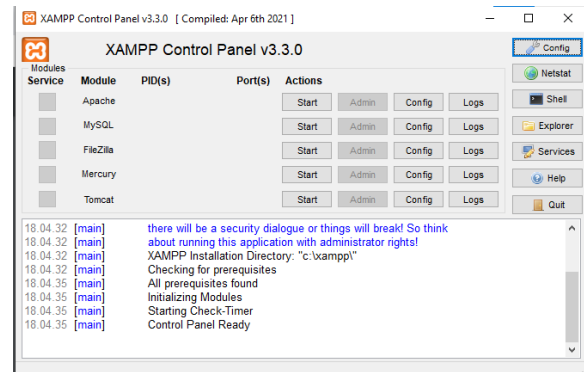 XAMPP Control Panel v3.3.0 [ Compiled: Apr 6th 2021 ]
XAMPP Control Panel v3.3.0
Config
Modules
Service Module PID(s) Port(s) Actions
Netstat
Apache Start Admin Config Logs
Shell
MySQL Start Admin Config Logs
Explorer
FileZilla Start Admin Config Logs
Services
Mercury Start Admin Config Logs
Help
Tomcat Start Admin Config Logs
Quit
18.04.32 [main] there will be a security dialogue or things will break! So think
18.04.32 [main] about running this application with administrator rights!
18.04.32 [main] XAMPP Installation Directory: "c:\xampp\"
18.04.32 [main] Checking for prerequisites
18.04.35 [main] All prerequisites found
18.04.35 [main] Initializing Modules
18.04.35 [main] Starting Check-Timer
18.04.35 [main] Control Panel Ready